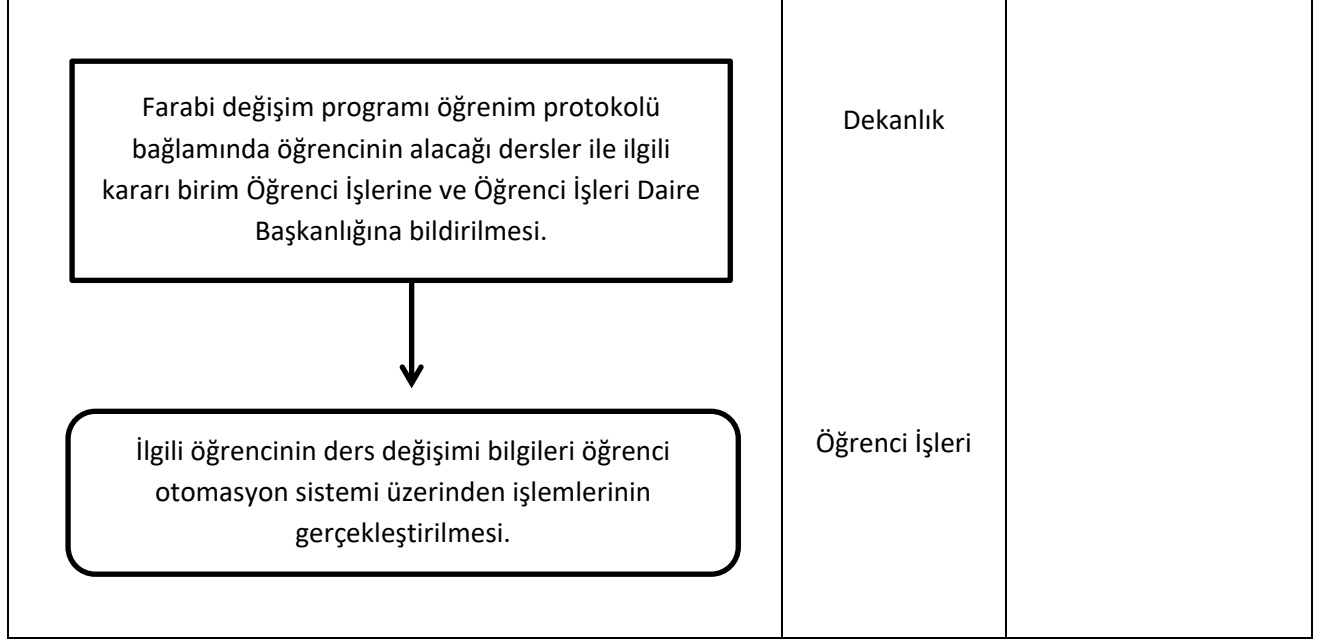 Farabi değişim programı öğrenim protokolü
bağlamında öğrencinin alacağı dersler ile ilgili
kararı birim Öğrenci İşlerine ve Öğrenci İşleri Daire
Başkanlığına bildirilmesi.
Dekanlık
İlgili öğrencinin ders değişimi bilgileri öğrenci
otomasyon sistemi üzerinden işlemlerinin
gerçekleştirilmesi.
Öğrenci İşleri